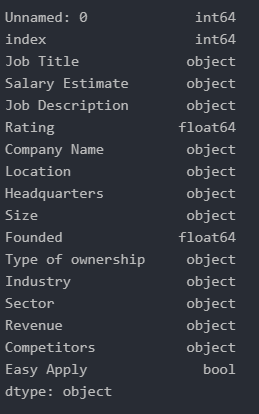 Unnamed: 0 int64
index int64
Job Title object
Salary Estimate object
Job Description object
Rating float64
Company Name object
Location object
Headquarters object
Size object
Founded float64
Type of ownership object
Industry object
Sector object
Revenue object
Competitors object
Easy Apply bool
dtype: object